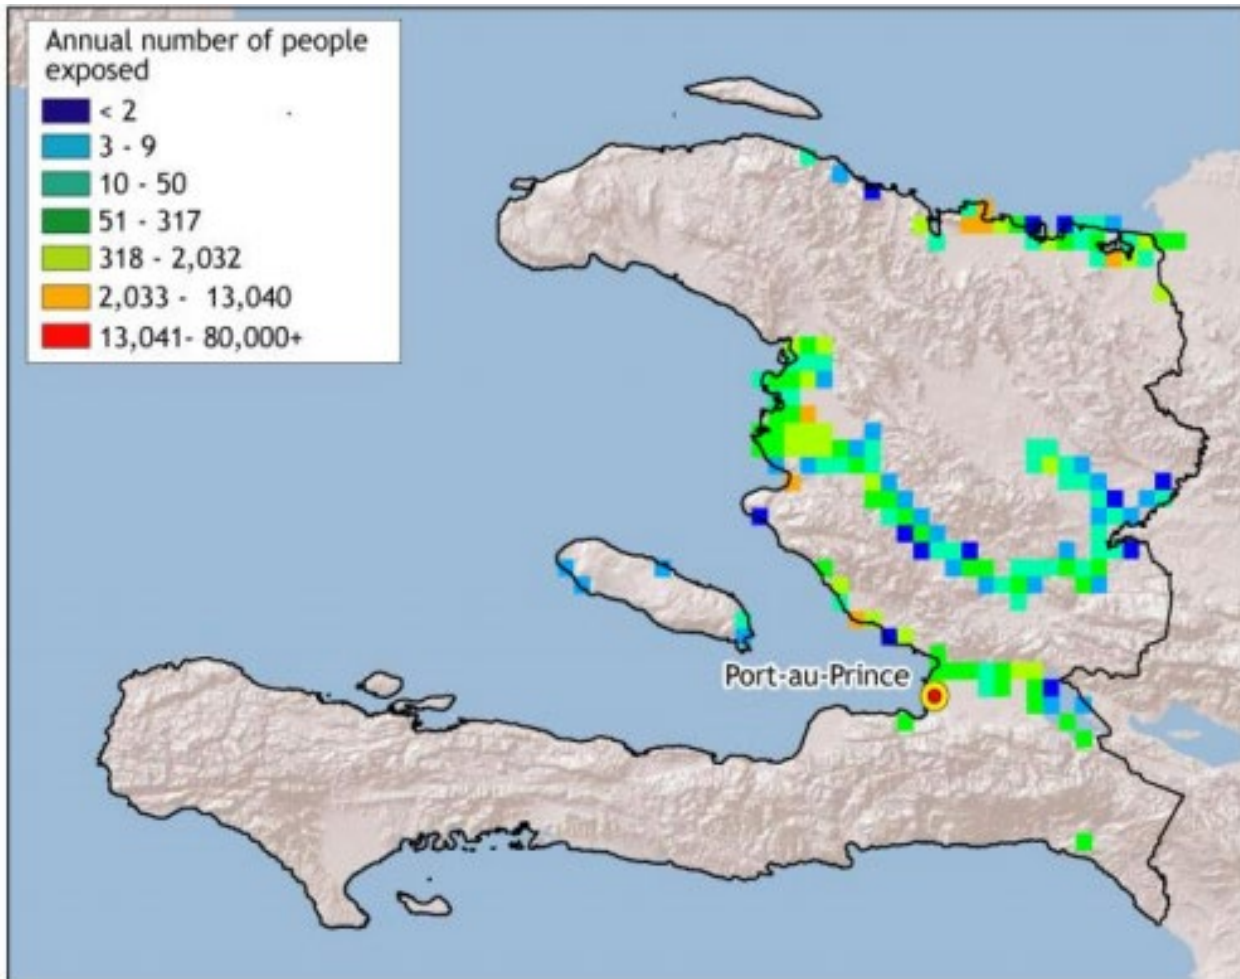 Annual number of people
exposed
< 2
3 - 9
10 - 50
51 - 317
318 - 2,032
2,033 - 13,040
13,041- 80,000+
Port-au-Prince